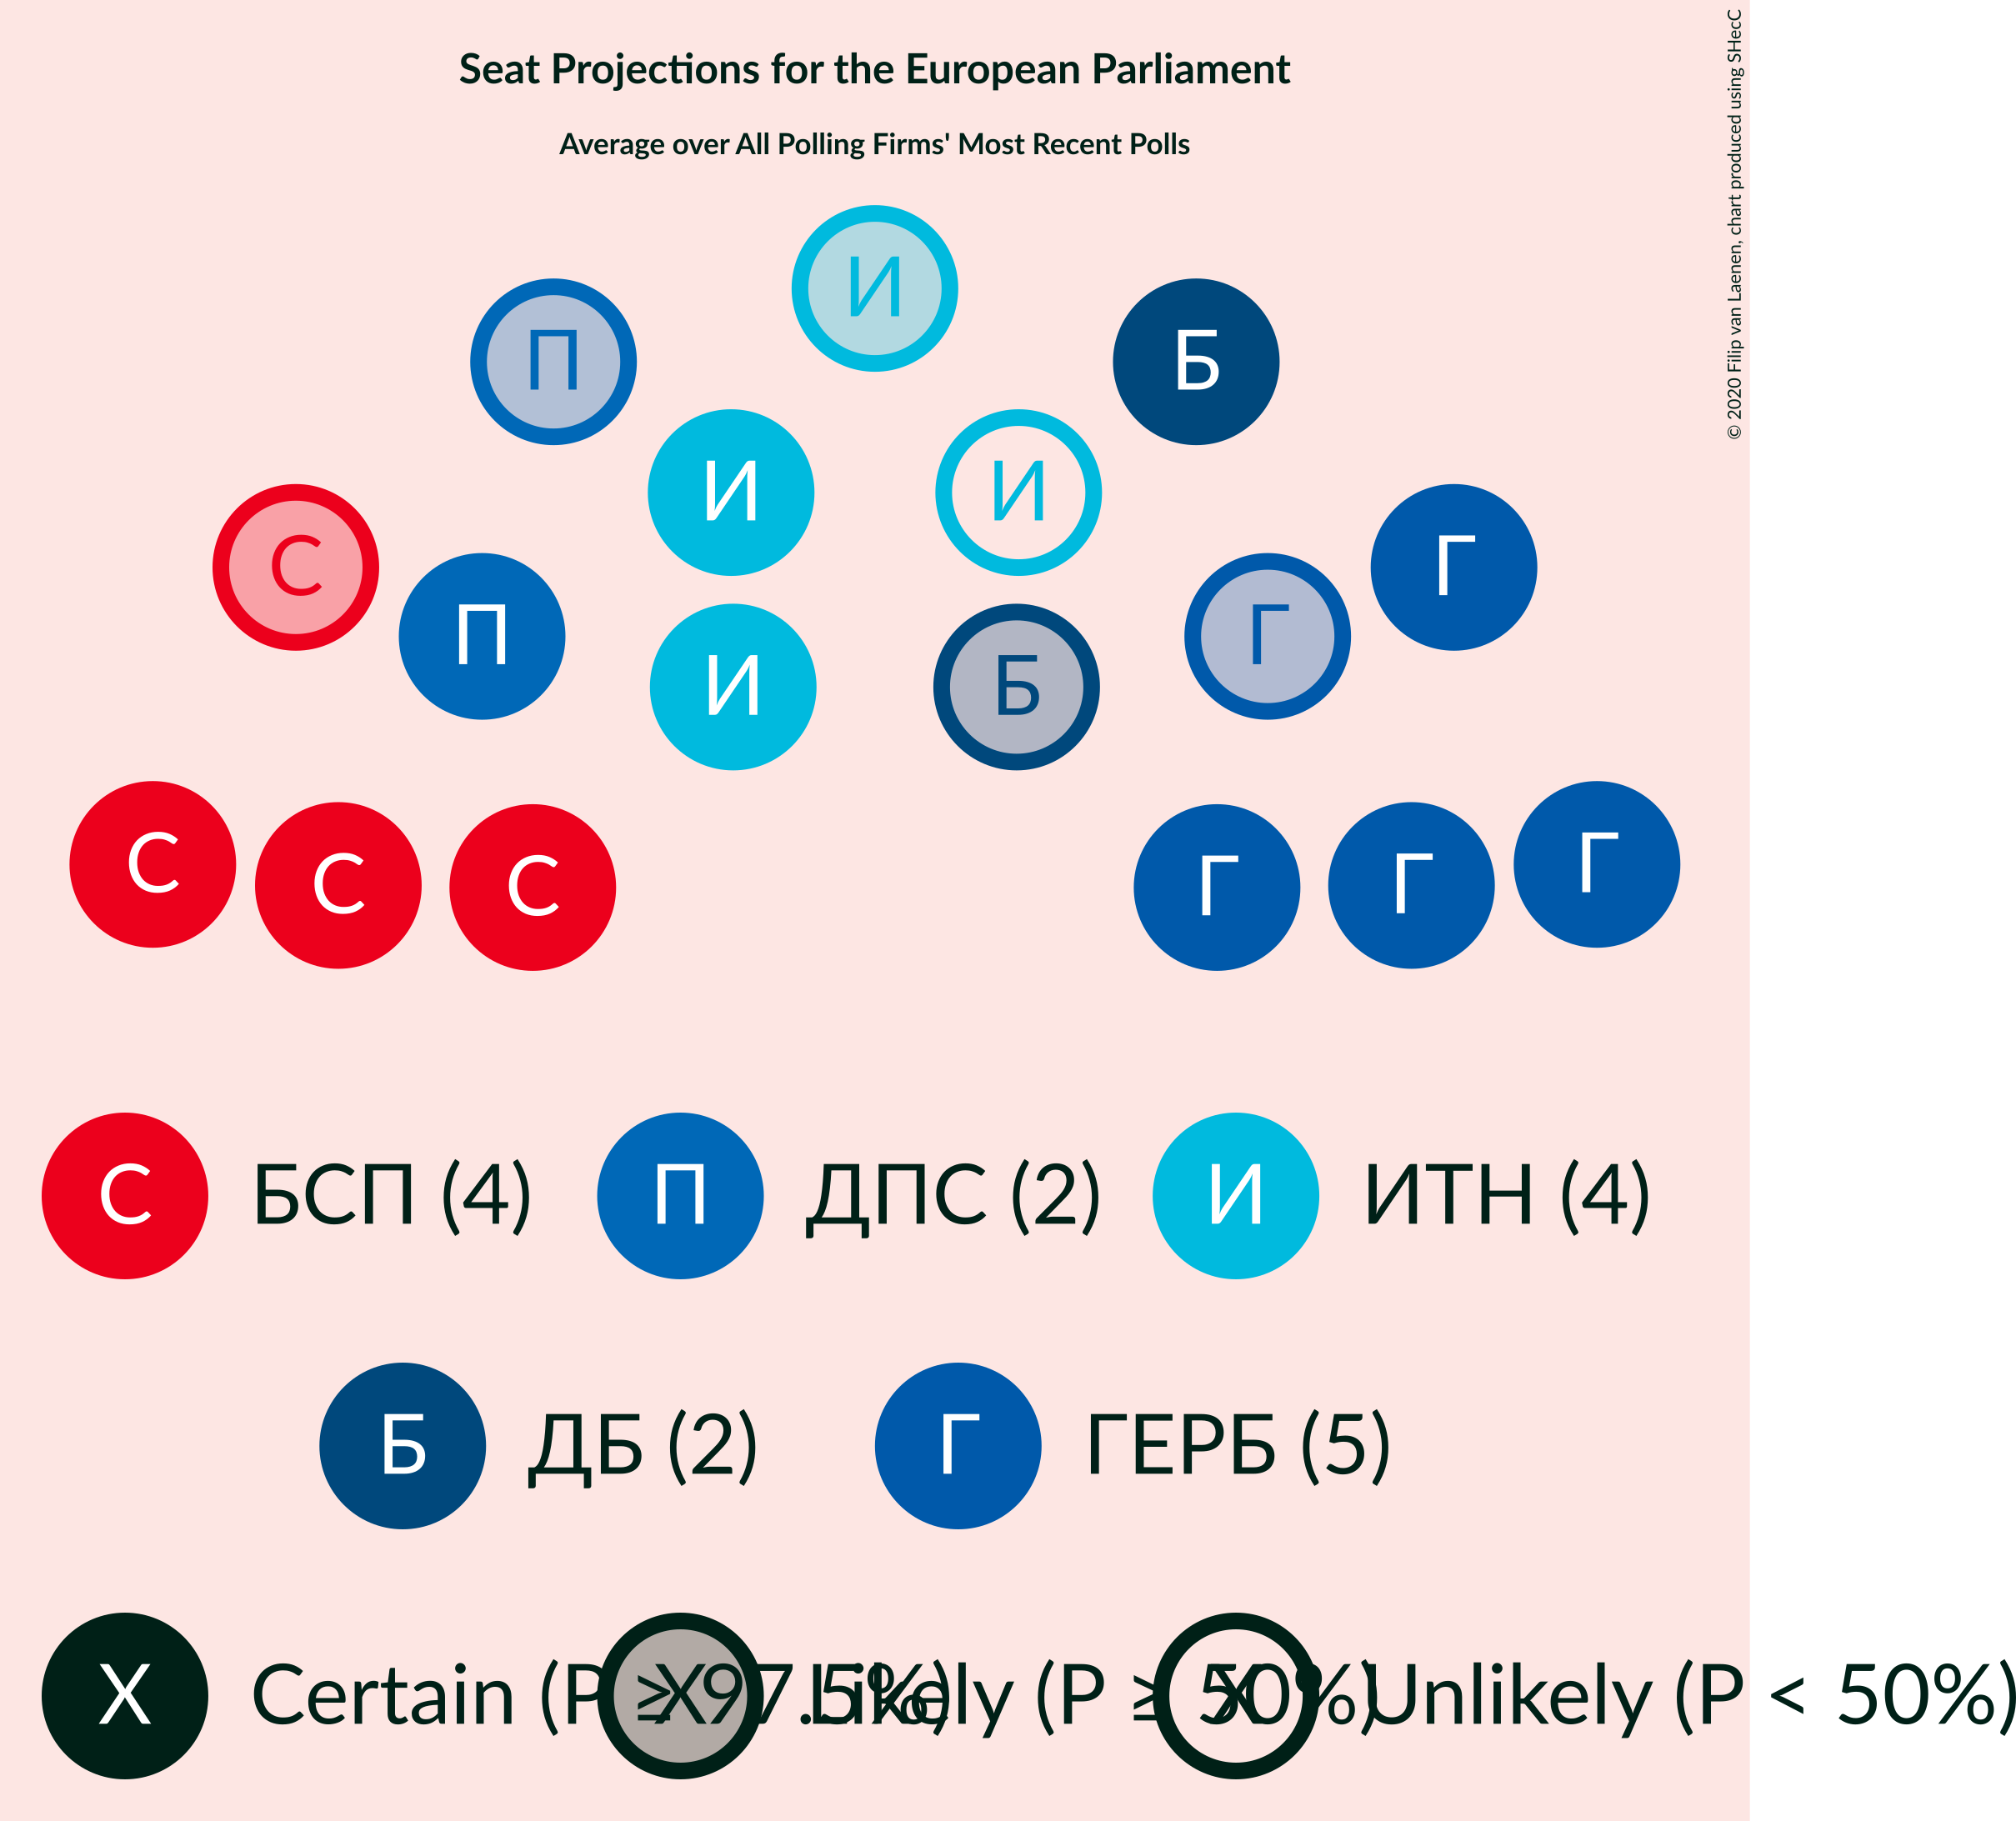 Seat Projections for the European Parliament
Average over All Polling Firms' Most Recent Polls
© 2020 Filip van Laenen, chart produced using SHecC
И
П
Б
И
И
С
Г
П
Г
И
Б
С
С
С
Г
Г
Г
С БСП (4) П ДПС (2) И ИТН (4)
Б ДБ (2) Г ГЕРБ (5)
X Certain (P ≥ 97.5%) X Likely (P ≥ 50%) X Unlikely (P < 50%)